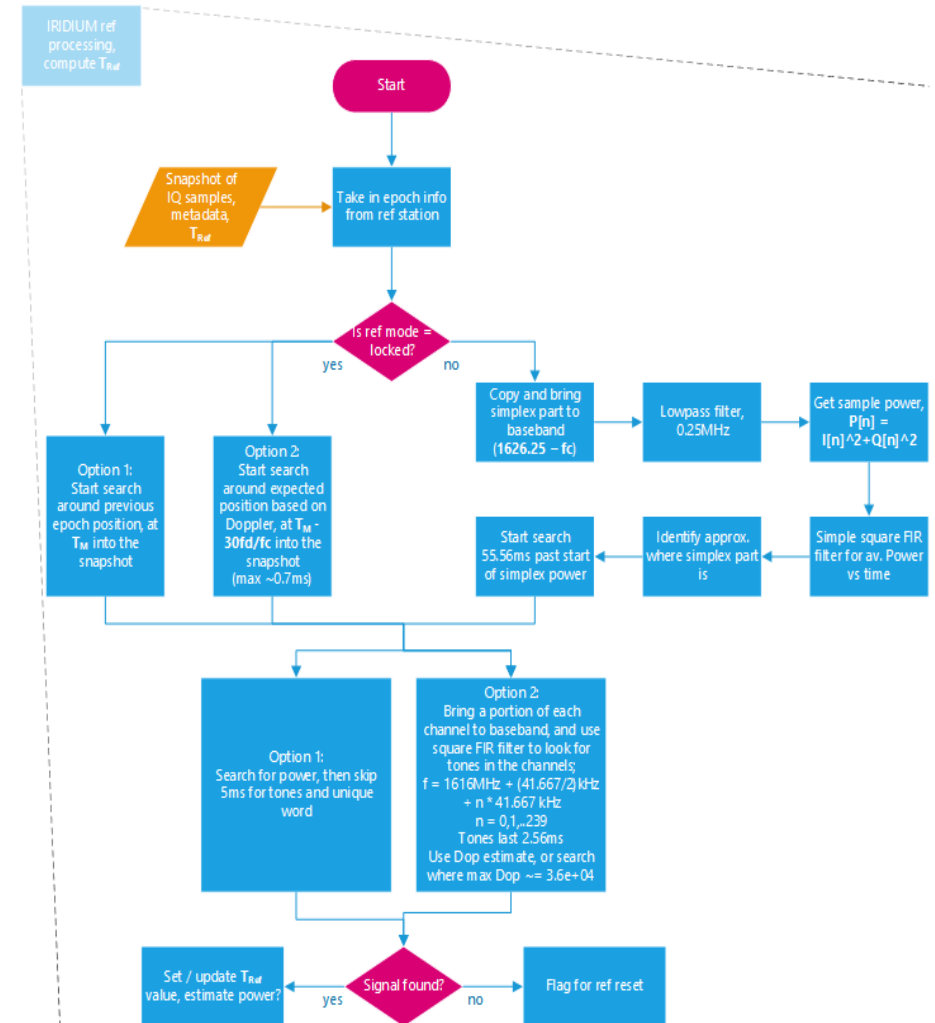 IRIDIUM ref
processing,
compute T_Ref
Start
Snapshot of
IQ samples,
metadata,
T_Ref
Take in epoch info
from ref station
Is ref mode =
locked?
yes
no
Copy and bring
simplex part to
baseband
(1626.25 – fc)
Lowpass filter,
0.25MHz
Get sample power,
P[n] =
I[n]^2+Q[n]^2
Option 1:
Start search
around previous
epoch position, at
T_M into the
snapshot
Option 2:
Start search
around expected
position based on
Doppler, at T_M -
30fd/fc into the
snapshot
(max ~0.7ms)
Start search
55.56ms past start
of simplex power
Identify approx.
where simplex part
is
Simple square FIR
filter for av. Power
vs time
Option 1:
Search for power, then skip
5ms for tones and unique
word
Option 2:
Bring a portion of each
channel to baseband, and use
square FIR filter to look for
tones in the channels;
f = 1616MHz + (41.667/2)kHz
+ n * 41.667 kHz
n = 0,1,..239
Tones last 2.56ms
Use Dop estimate, or search
where max Dop ~= 3.6e+04
Set / update T_Ref
value, estimate power?
yes
Signal found?
no
Flag for ref reset